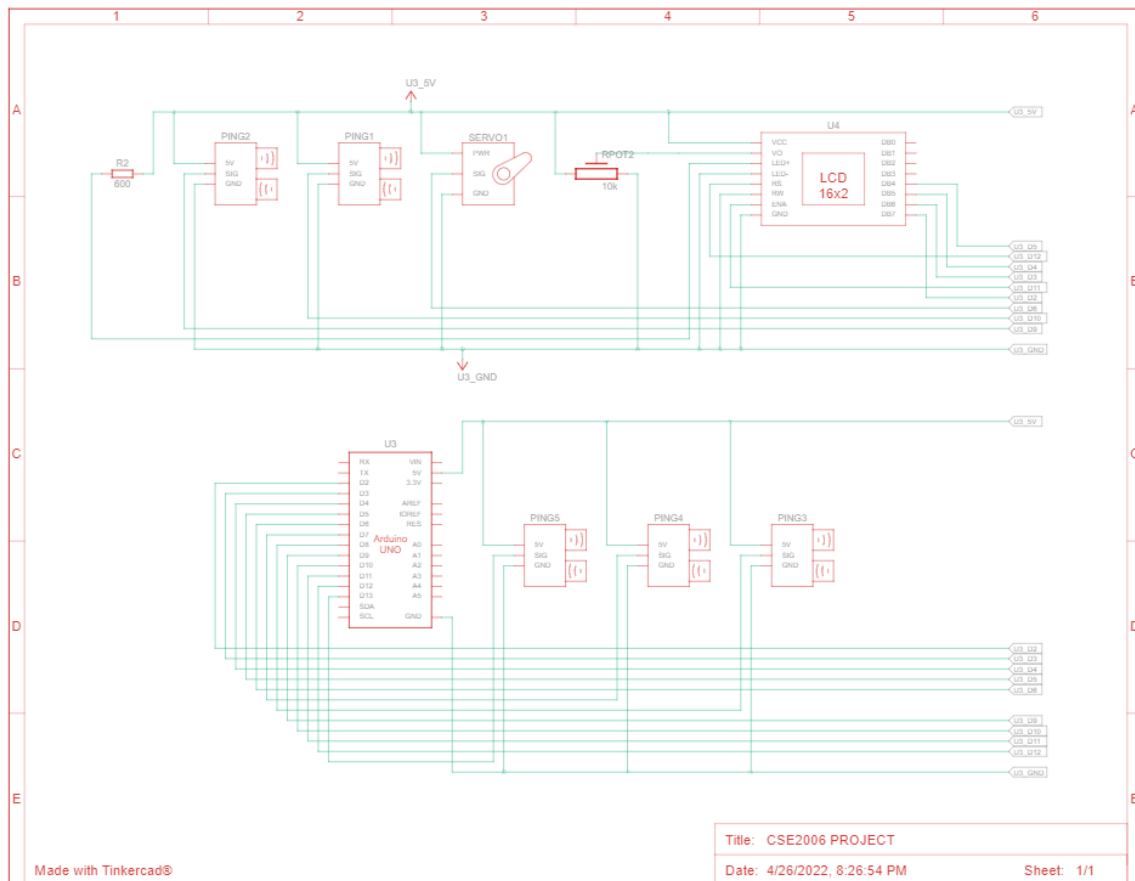 1 2 3 4 5 6
A A
U3_5V
U3_5V
PING2 PING1 SERVO1 U4
R2
600
5V
SIG
GND
5V
SIG
GND
PWR
SIG
GND
RPOT2
10k
VCC
VO
LED+
LED-
RS
RW
ENA
GND
LCD
16x2
DB0
DB1
DB2
DB3
DB4
DB5
DB6
DB7
B B
U3_D5
U3_D12
U3_D4
U3_D3
U3_D11
U3_D2
U3_D6
U3_D10
U3_D9
U3_GND
U3_GND
U3_5V
C C
U3
RX
TX
D2
D3
D4
D5
D6
D7
D8
D9
D10
D11
D12
D13
SDA
SCL
Arduino
UNO
VIN
5V
3.3V
AREF
IOREF
RES
A0
A1
A2
A3
A4
A5
GND
PING5 PING4 PING3
5V
SIG
GND
5V
SIG
GND
5V
SIG
GND
D D
U3_D2
U3_D3
U3_D4
U3_D5
U3_D6
U3_D9
U3_D10
U3_D11
U3_D12
U3_GND
E E
Title: CSE2006 PROJECT
Made with Tinkercad®
Date: 4/26/2022, 8:26:54 PM Sheet: 1/1